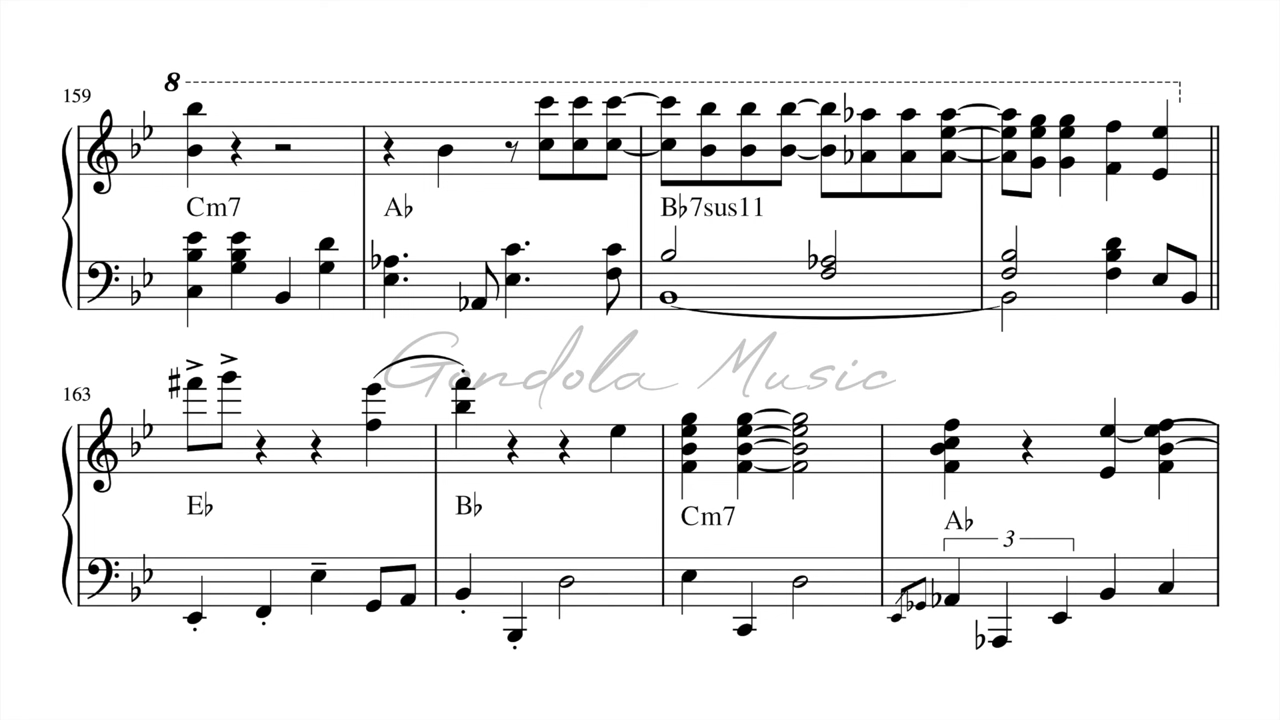 8
159
Cm7 A♭ B♭7sus11
Gondola Music
163
E♭ B♭ Cm7 A♭
3